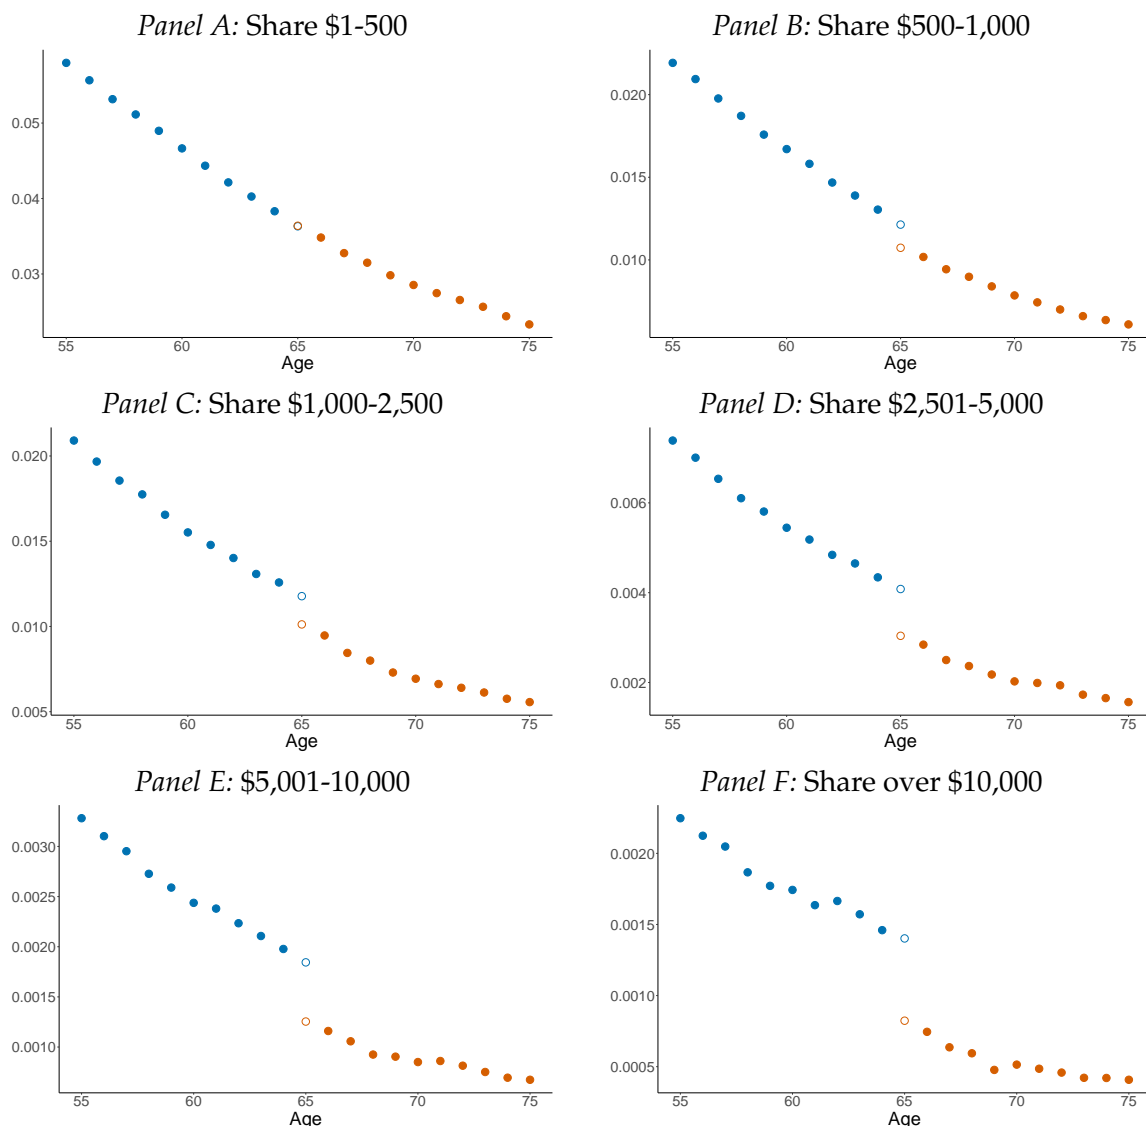 Panel A: Share $1-500
0.05
0.04
0.03
55 60 65 70 75
Age
Panel B: Share $500-1,000
0.020
0.015
0.010
55 60 65 70 75
Age
Panel C: Share $1,000-2,500
0.020
0.015
0.010
0.005
55 60 65 70 75
Age
Panel D: Share $2,501-5,000
0.006
0.004
0.002
55 60 65 70 75
Age
Panel E: $5,001-10,000
0.0030
0.0025
0.0020
0.0015
0.0010
55 60 65 70 75
Age
Panel F: Share over $10,000
0.0020
0.0015
0.0010
0.0005
55 60 65 70 75
Age